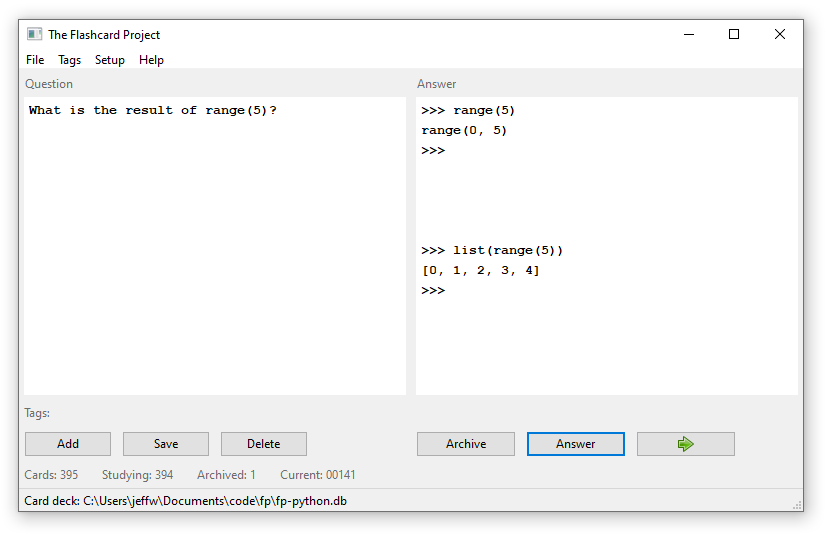 The Flashcard Project
File Tags Setup Help
Question
Answer
What is the result of range(5)?
>>> range(5)
range(0, 5)
>>>
>>> list(range(5))
[0, 1, 2, 3, 4]
>>>
Tags:
Add Save Delete Archive Answer
Cards: 395 Studying: 394 Archived: 1 Current: 00141
Card deck: C:\Users\jeffw\Documents\code\fp\fp-python.db